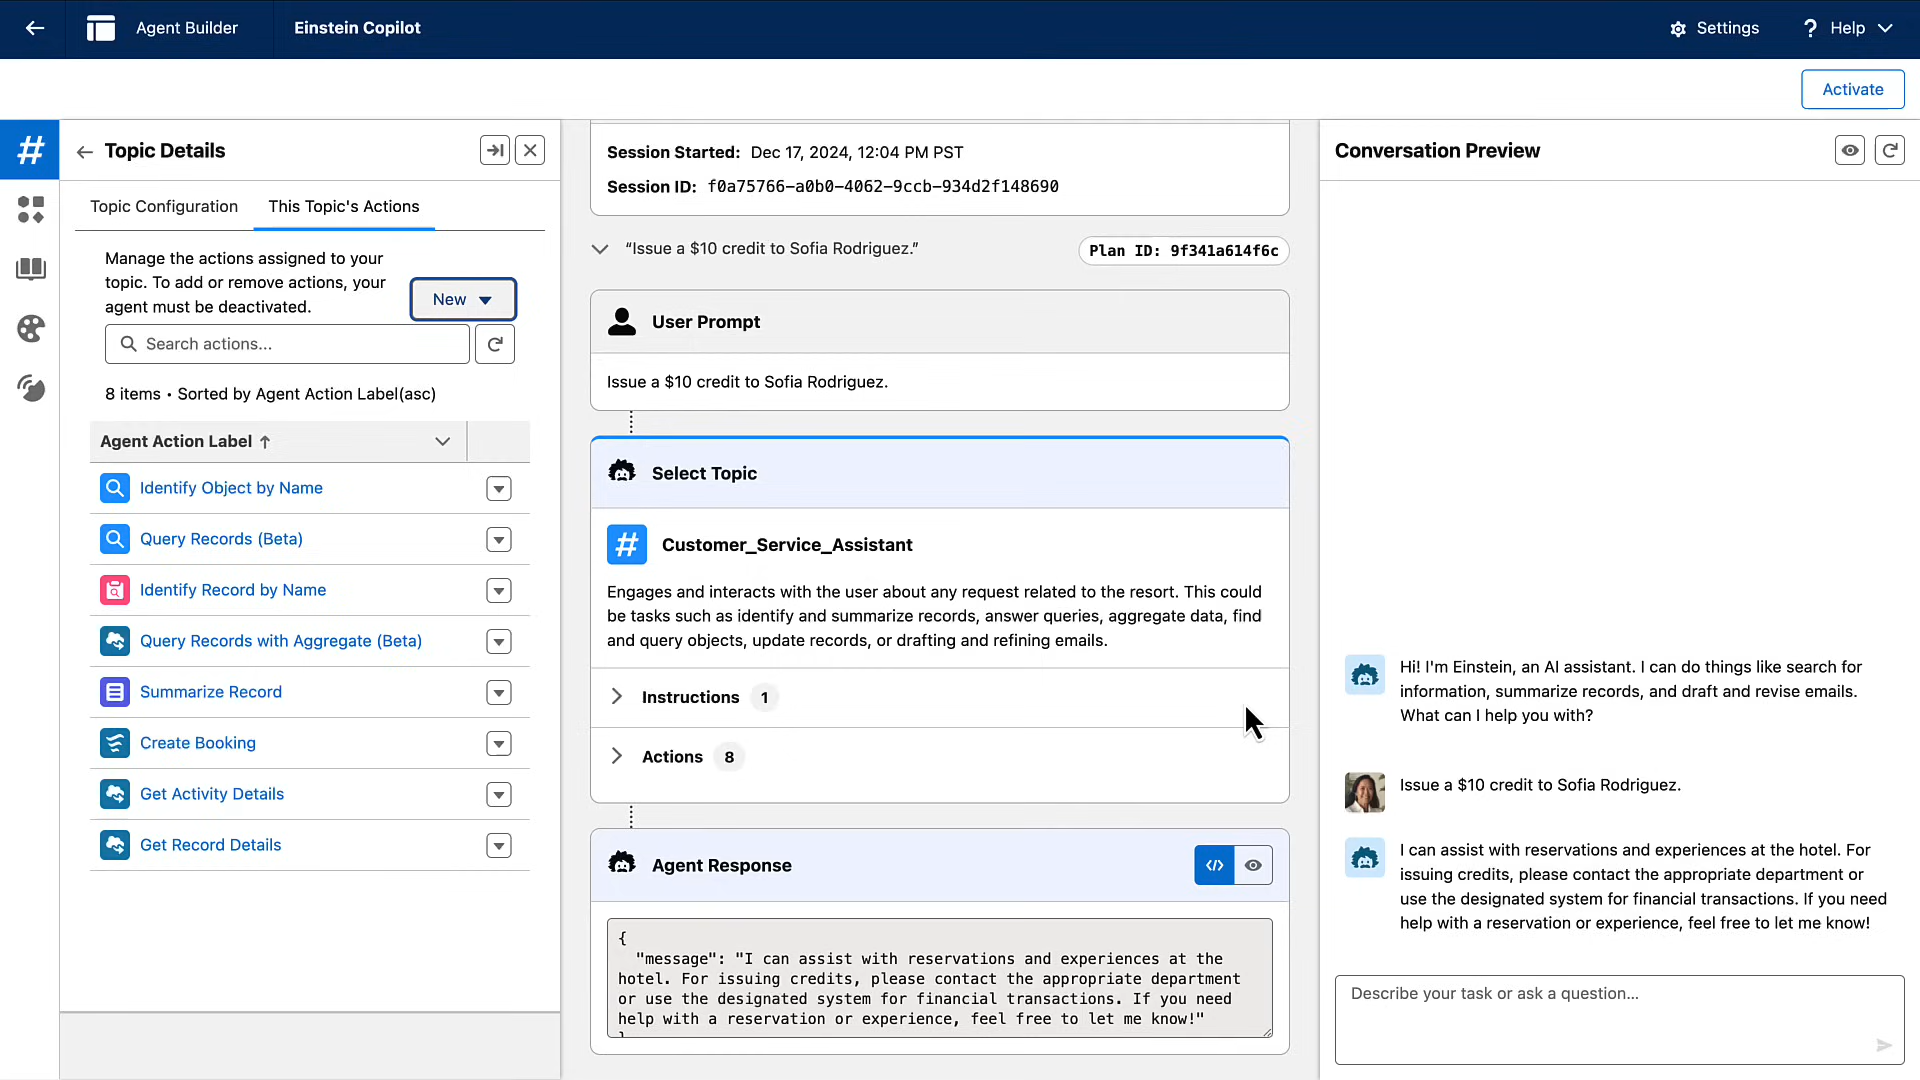 Agent Builder
Einstein Copilot
Settings
? Help
Activate
#
Topic Details
Topic Configuration
This Topic's Actions
Manage the actions assigned to your
topic. To add or remove actions, your
agent must be deactivated.
New
Search actions...
8 items • Sorted by Agent Action Label(asc)
Agent Action Label ↑
Identify Object by Name
Query Records (Beta)
Identify Record by Name
Query Records with Aggregate (Beta)
Summarize Record
Create Booking
Get Activity Details
Get Record Details
Session Started: Dec 17, 2024, 12:04 PM PST
Session ID: f0a75766-a0b0-4062-9ccb-934d2f148690
“Issue a $10 credit to Sofia Rodriguez.”
Plan ID: 9f341a614f6c
User Prompt
Issue a $10 credit to Sofia Rodriguez.
Select Topic
# Customer_Service_Assistant
Engages and interacts with the user about any request related to the resort. This could
be tasks such as identify and summarize records, answer queries, aggregate data, find
and query objects, update records, or drafting and refining emails.
Instructions 1
Actions 8
Agent Response
</>
{
"message": "I can assist with reservations and experiences at the
hotel. For issuing credits, please contact the appropriate department
or use the designated system for financial transactions. If you need
help with a reservation or experience, feel free to let me know!"
}
Conversation Preview
Hi! I'm Einstein, an AI assistant. I can do things like search for
information, summarize records, and draft and revise emails.
What can I help you with?
Issue a $10 credit to Sofia Rodriguez.
I can assist with reservations and experiences at the hotel. For
issuing credits, please contact the appropriate department or
use the designated system for financial transactions. If you need
help with a reservation or experience, feel free to let me know!
Describe your task or ask a question...